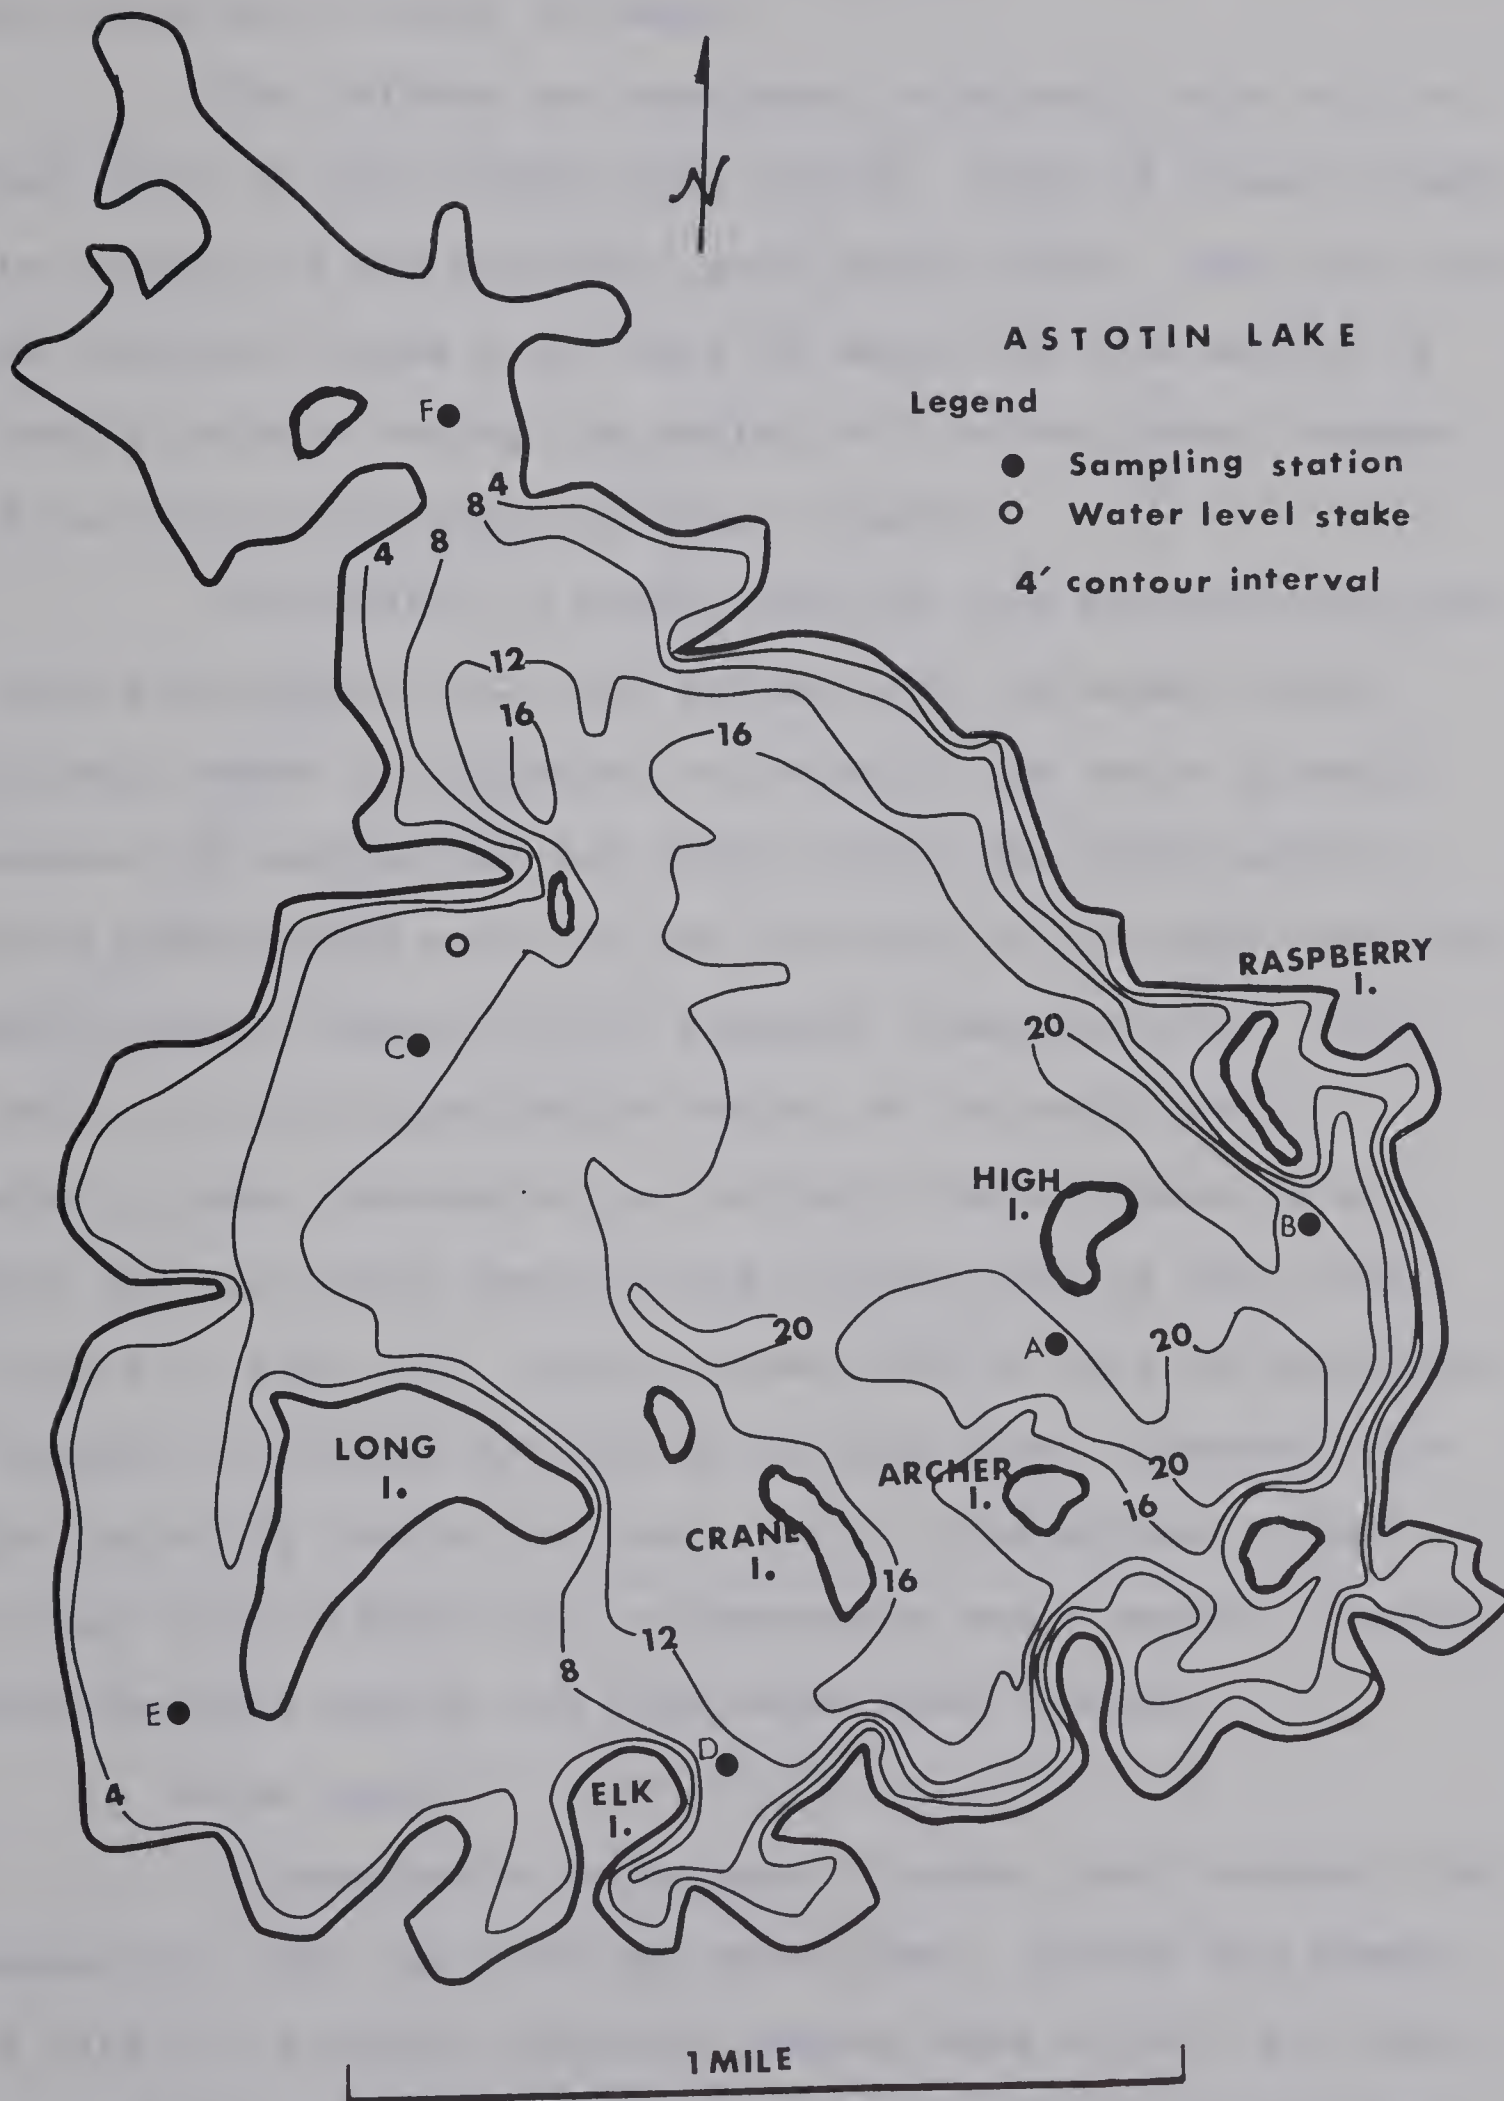 N
ASTOTIN LAKE
Legend
Sampling station
Water level stake
4′ contour interval
F
4
8
4
8
12
16
16
RASPBERRY
I.
20
C
HIGH
I.
B
20
A
20
LONG
I.
ARCHER
I.
20
16
CRANE
I.
16
12
8
E
D
4
ELK
I.
1 MILE